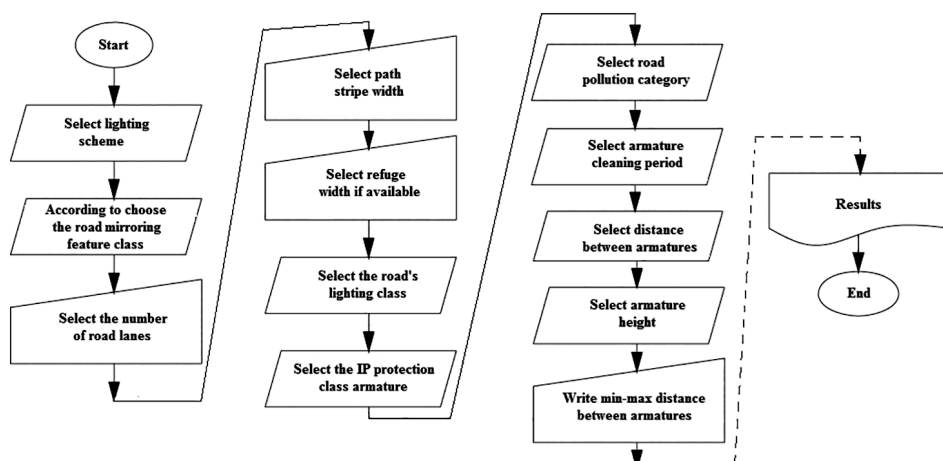 Start
Select lighting
scheme
According to choose
the road mirroring
feature class
Select the number
of road lanes
Select path
stripe width
Select refuge
width if available
Select the road's
lighting class
Select the IP protection
class armature
Select road
pollution category
Select armature
cleaning period
Select distance
between armatures
Select armature
height
Write min-max distance
between armatures
Results
End